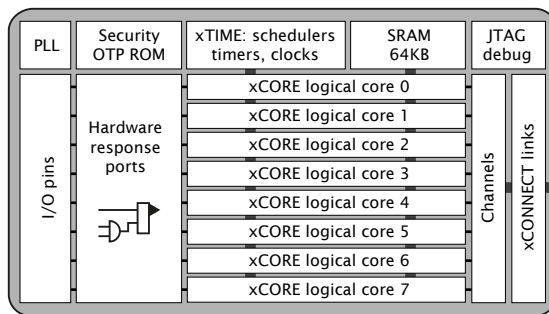 PLL
Security
OTP ROM
xTIME: schedulers
timers, clocks
SRAM
64KB
JTAG
debug
I/O pins
Hardware
response
ports
xCORE logical core 0
xCORE logical core 1
xCORE logical core 2
xCORE logical core 3
xCORE logical core 4
xCORE logical core 5
xCORE logical core 6
xCORE logical core 7
Channels
xCONNECT links